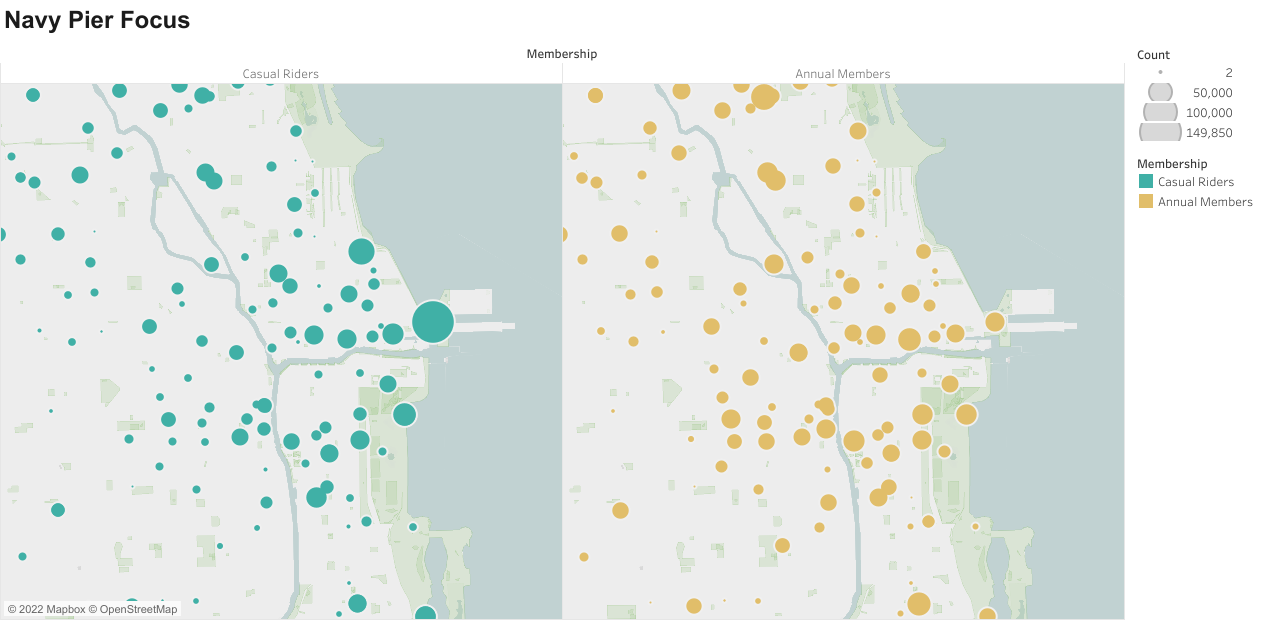 Navy Pier Focus
Membership
Casual Riders
Annual Members
Count
2
50,000
100,000
149,850
Membership
Casual Riders
Annual Members
© 2022 Mapbox © OpenStreetMap